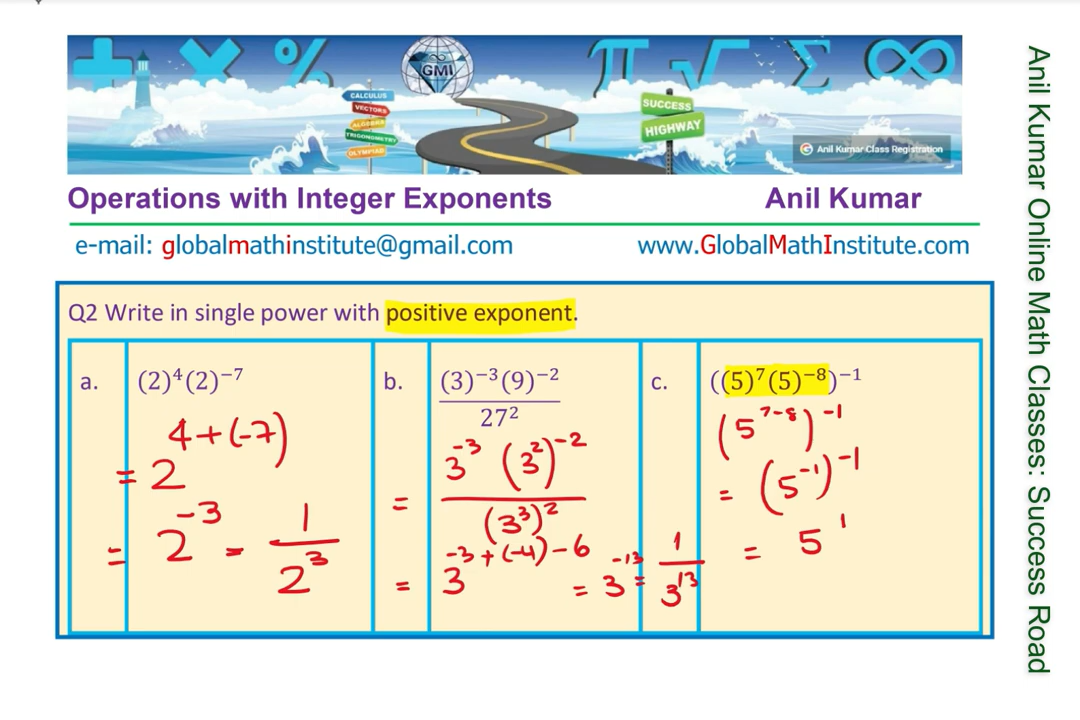 GMI
CALCULUS
VECTORS
ALGEBRA
TRIGONOMETRY
OLYMPIAD
SUCCESS
HIGHWAY
Anil Kumar Class Registration
Operations with Integer Exponents Anil Kumar
e-mail: globalmathinstitute@gmail.com www.GlobalMathInstitute.com
Q2 Write in single power with positive exponent.
a. (2)⁴(2)⁻⁷
= 2⁴⁺⁽⁻⁷⁾
= 2⁻³ = 1/2³
b. (3)⁻³(9)⁻²/27²
= 3⁻³ (3²)⁻²/(3³)²
= 3⁻³⁺⁽⁻⁴⁾⁻⁶ = 3⁻¹³ = 1/3¹³
c. ((5)⁷(5)⁻⁸)⁻¹
(5⁷⁻⁸)⁻¹
= (5⁻¹)⁻¹
= 5¹
Anil Kumar Online Math Classes: Success Road